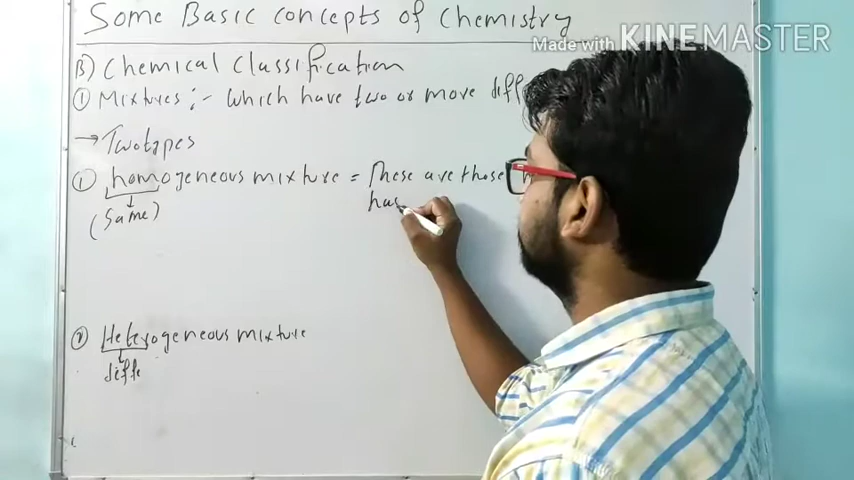 Some Basic concepts of Chemistry
Made with KINEMASTER
B) Chemical Classification
① Mixtures :- Which have two or more diff
→ Two types
① homogeneous mixture = These are those
has
(Same)
② Heterogeneous mixture
diffe